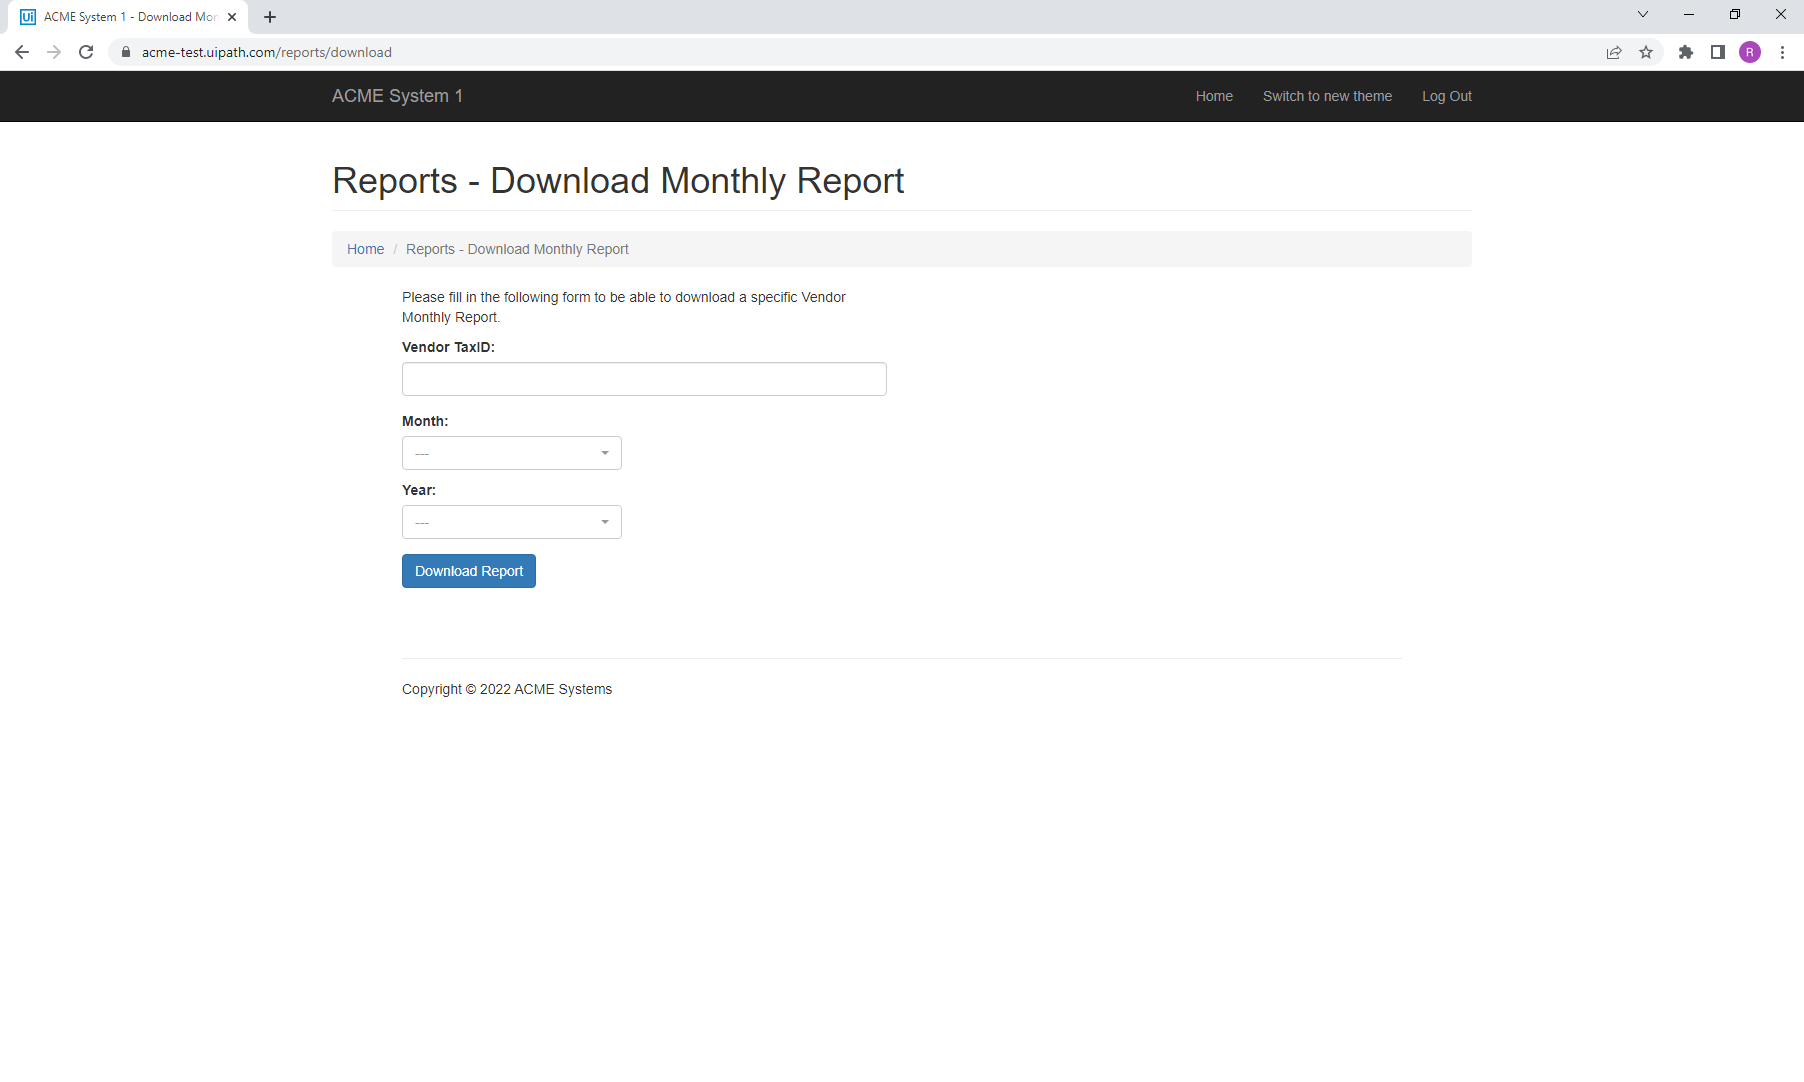 Ui ACME System 1 - Download Mon
acme-test.uipath.com/reports/download
R
ACME System 1
Home
Switch to new theme
Log Out
Reports - Download Monthly Report
Home / Reports - Download Monthly Report
Please fill in the following form to be able to download a specific Vendor
Monthly Report.
Vendor TaxID:
Month:
---
Year:
---
Download Report
Copyright © 2022 ACME Systems